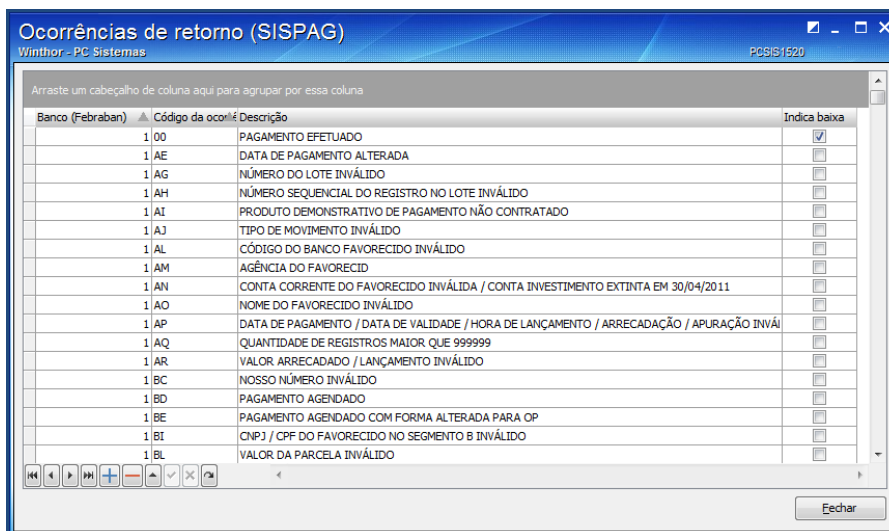 Ocorrências de retorno (SISPAG)
Winthor - PC Sistemas
PCSIS1520
Arraste um cabeçalho de coluna aqui para agrupar por essa coluna
Banco (Febraban) Código da ocorrê Descrição Indica baixa
1 00 PAGAMENTO EFETUADO
1 AE DATA DE PAGAMENTO ALTERADA
1 AG NÚMERO DO LOTE INVÁLIDO
1 AH NÚMERO SEQUENCIAL DO REGISTRO NO LOTE INVÁLIDO
1 AI PRODUTO DEMONSTRATIVO DE PAGAMENTO NÃO CONTRATADO
1 AJ TIPO DE MOVIMENTO INVÁLIDO
1 AL CÓDIGO DO BANCO FAVORECIDO INVÁLIDO
1 AM AGÊNCIA DO FAVORECID
1 AN CONTA CORRENTE DO FAVORECIDO INVÁLIDA / CONTA INVESTIMENTO EXTINTA EM 30/04/2011
1 AO NOME DO FAVORECIDO INVÁLIDO
1 AP DATA DE PAGAMENTO / DATA DE VALIDADE / HORA DE LANÇAMENTO / ARRECADAÇÃO / APURAÇÃO INVÁI
1 AQ QUANTIDADE DE REGISTROS MAIOR QUE 999999
1 AR VALOR ARRECADADO / LANÇAMENTO INVÁLIDO
1 BC NOSSO NÚMERO INVÁLIDO
1 BD PAGAMENTO AGENDADO
1 BE PAGAMENTO AGENDADO COM FORMA ALTERADA PARA OP
1 BI CNPJ / CPF DO FAVORECIDO NO SEGMENTO B INVÁLIDO
1 BL VALOR DA PARCELA INVÁLIDO
Fechar